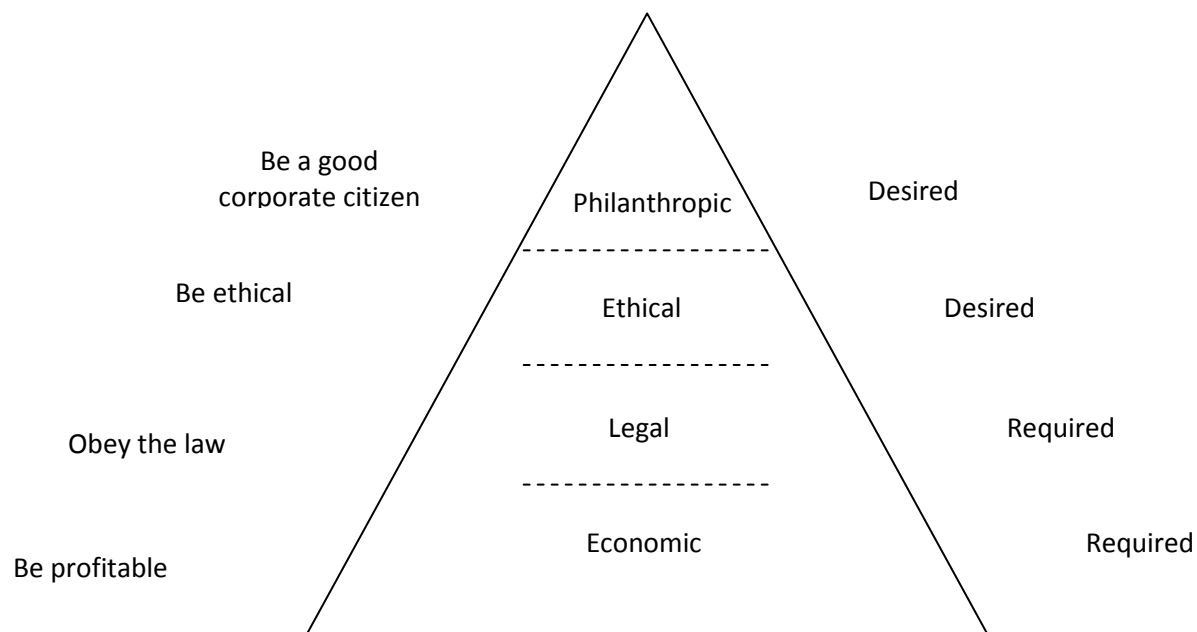 Be a good
corporate citizen
Philanthropic
Desired
Be ethical
Ethical
Desired
Obey the law
Legal
Required
Be profitable
Economic
Required